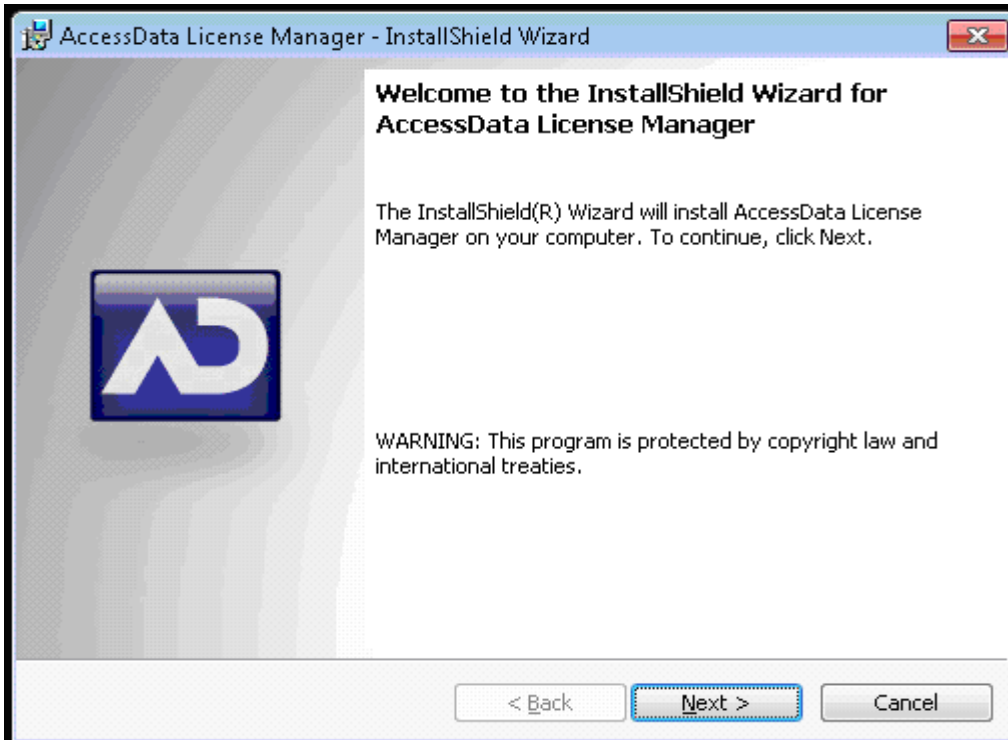 AccessData License Manager - InstallShield Wizard
Welcome to the InstallShield Wizard for
AccessData License Manager
The InstallShield(R) Wizard will install AccessData License
Manager on your computer. To continue, click Next.
AD
WARNING: This program is protected by copyright law and
international treaties.
< Back
Next >
Cancel